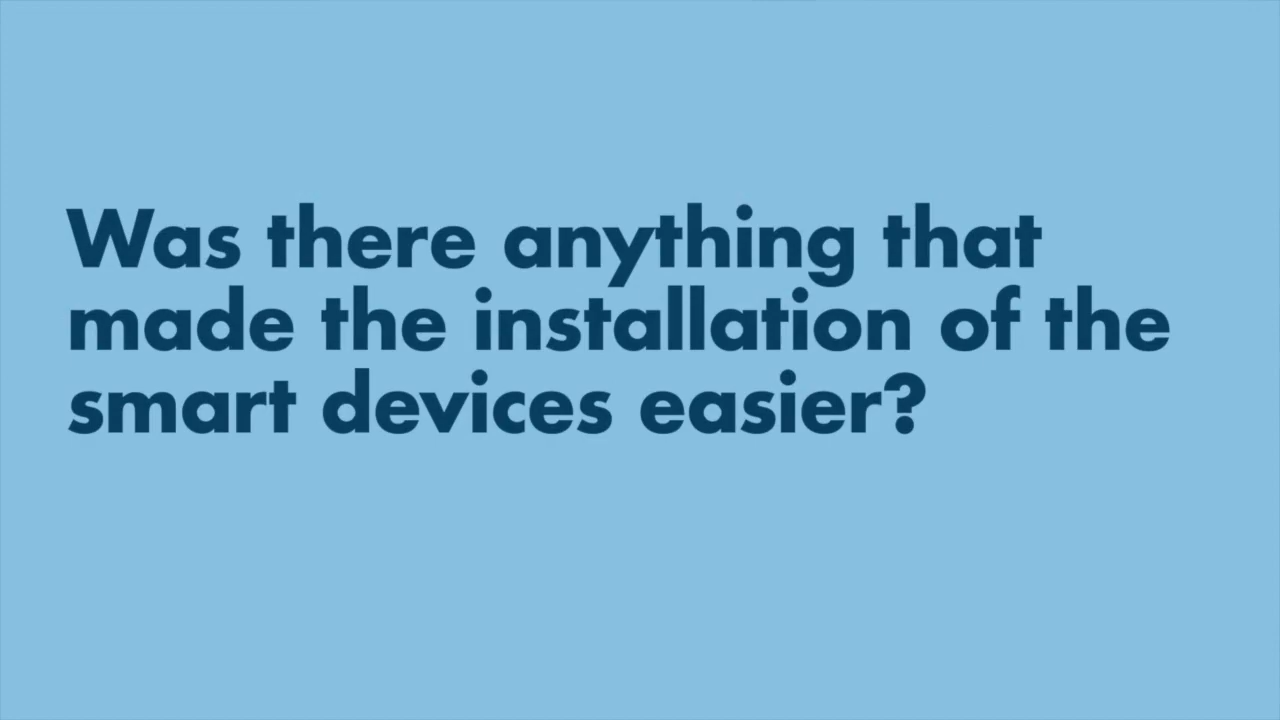 Was there anything that
made the installation of the
smart devices easier?